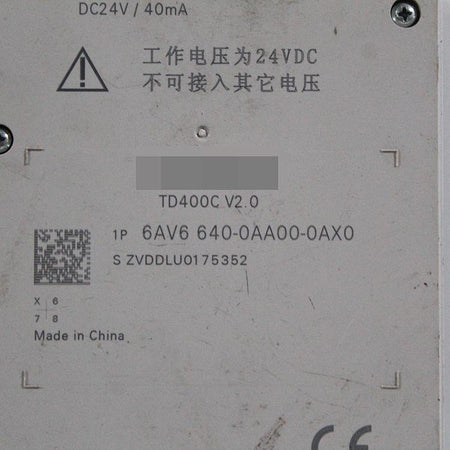 DC24V / 40mA
工作电压为24VDC
不可接入其它电压
TD400C V2.0
1P 6AV6 640-0AA00-0AX0
S ZVDDLU0175352
X 6
7 8
Made in China
CE